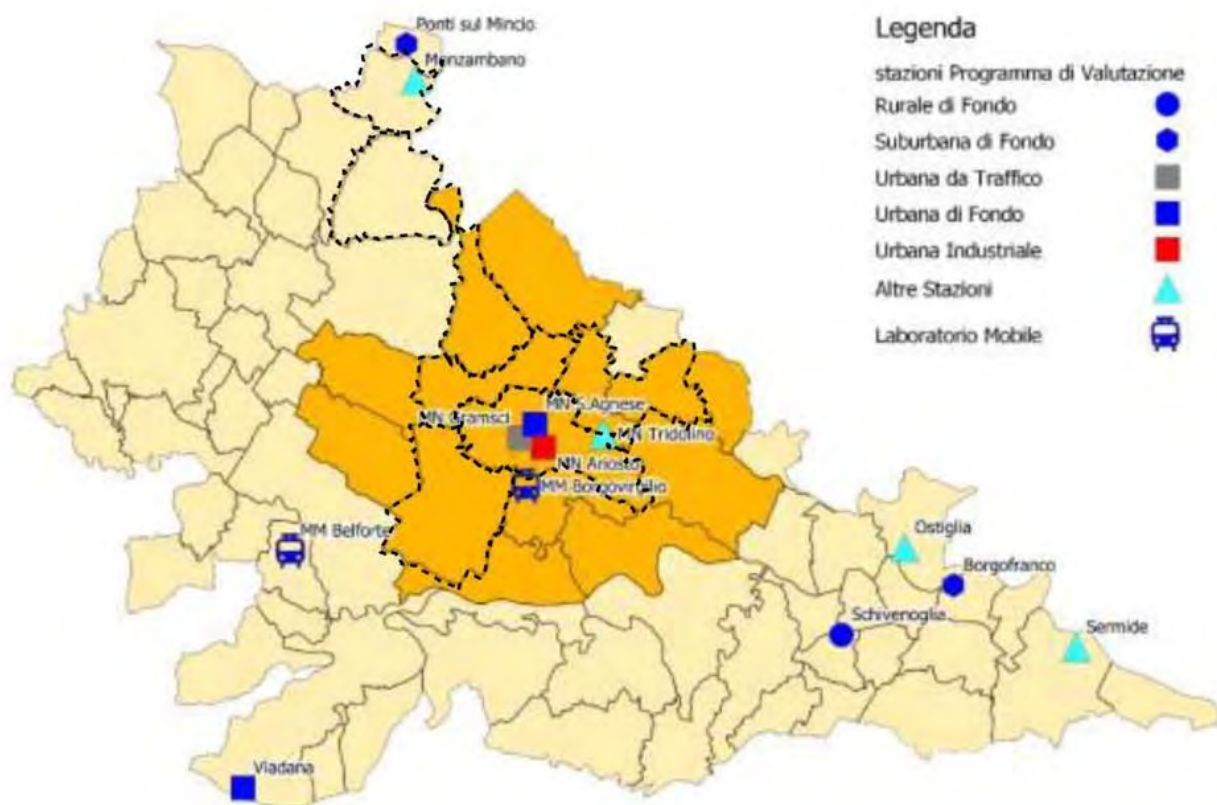 Ponti sul Mincio
Monzambano
MN S.Agnese
MN Gramsci
MN Tridolino
MN Ariosto
MM Borgovirgilio
MM Belforte
Ostiglia
Borgofranco
Schivenoglia
Sermide
Viadana
Legenda
stazioni Programma di Valutazione
Rurale di Fondo
Suburbana di Fondo
Urbana da Traffico
Urbana di Fondo
Urbana Industriale
Altre Stazioni
Laboratorio Mobile